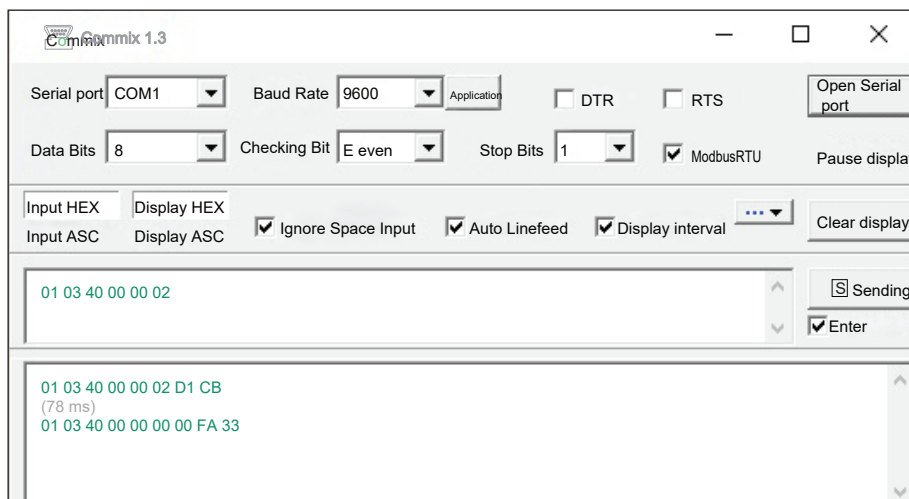 Commix 1.3
Serial port COM1 Baud Rate 9600 Application DTR RTS Open Serial port
Data Bits 8 Checking Bit E even Stop Bits 1 ModbusRTU Pause displa
Input HEX Display HEX
Input ASC Display ASC Ignore Space Input Auto Linefeed Display interval ... Clear display
01 03 40 00 00 02
S Sending
Enter
01 03 40 00 00 02 D1 CB
(78 ms)
01 03 40 00 00 00 00 FA 33